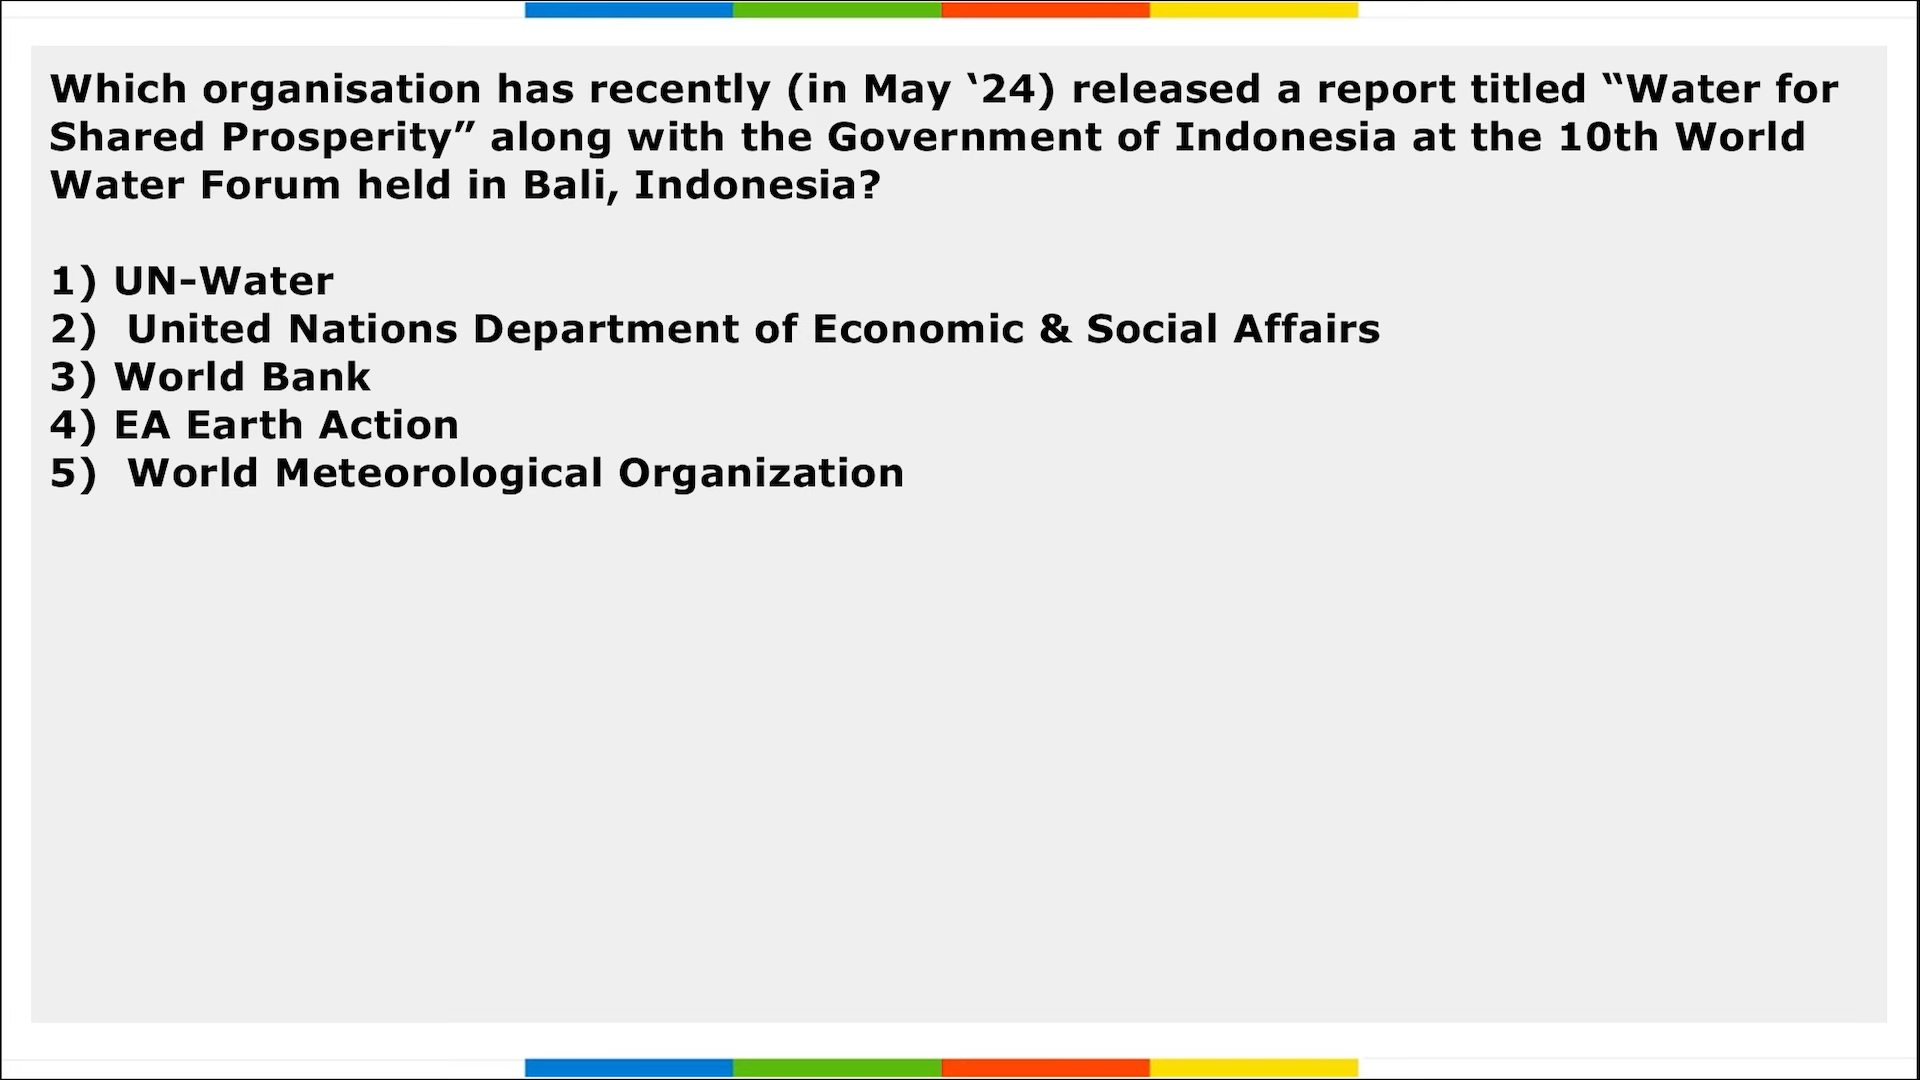 Which organisation has recently (in May ‘24) released a report titled “Water for
Shared Prosperity” along with the Government of Indonesia at the 10th World
Water Forum held in Bali, Indonesia?
1) UN-Water
2) United Nations Department of Economic & Social Affairs
3) World Bank
4) EA Earth Action
5) World Meteorological Organization